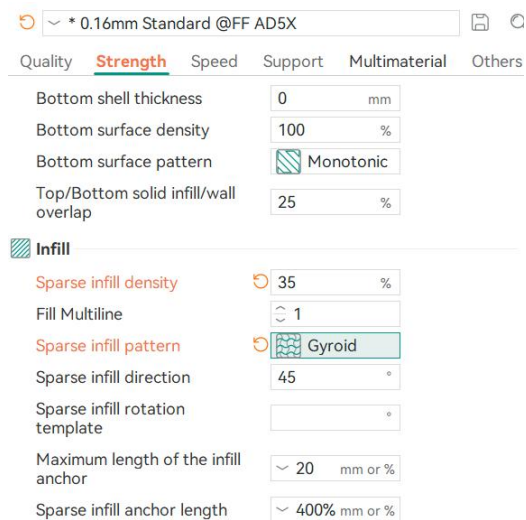 * 0.16mm Standard @FF AD5X
Quality Strength Speed Support Multimaterial Others
Bottom shell thickness 0 mm
Bottom surface density 100 %
Bottom surface pattern Monotonic
Top/Bottom solid infill/wall
overlap 25 %
Infill
Sparse infill density 35 %
Fill Multiline 1
Sparse infill pattern Gyroid
Sparse infill direction 45 °
Sparse infill rotation
template °
Maximum length of the infill
anchor 20 mm or %
Sparse infill anchor length 400% mm or %